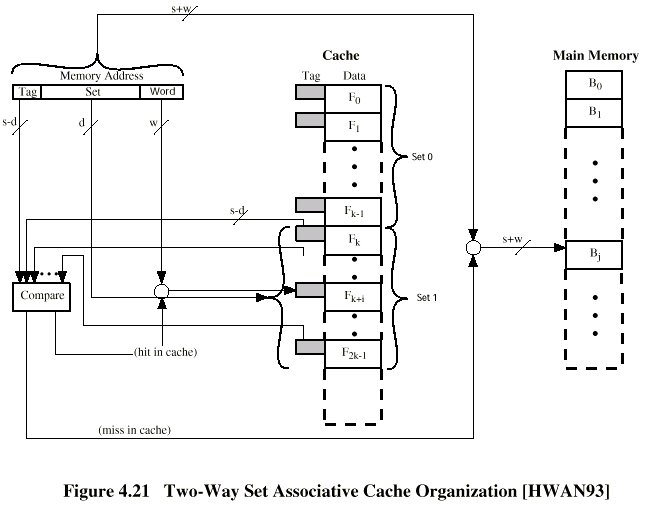 s+w
Cache
Main Memory
Memory Address
Tag Data
Tag Set Word
F0
B0
F1
B1
s-d
d
w
Set 0
Fk-1
s-d
Fk
s+w
Bj
Compare
Fk+i
Set 1
(hit in cache)
F2k-1
(miss in cache)
Figure 4.21 Two-Way Set Associative Cache Organization [HWAN93]